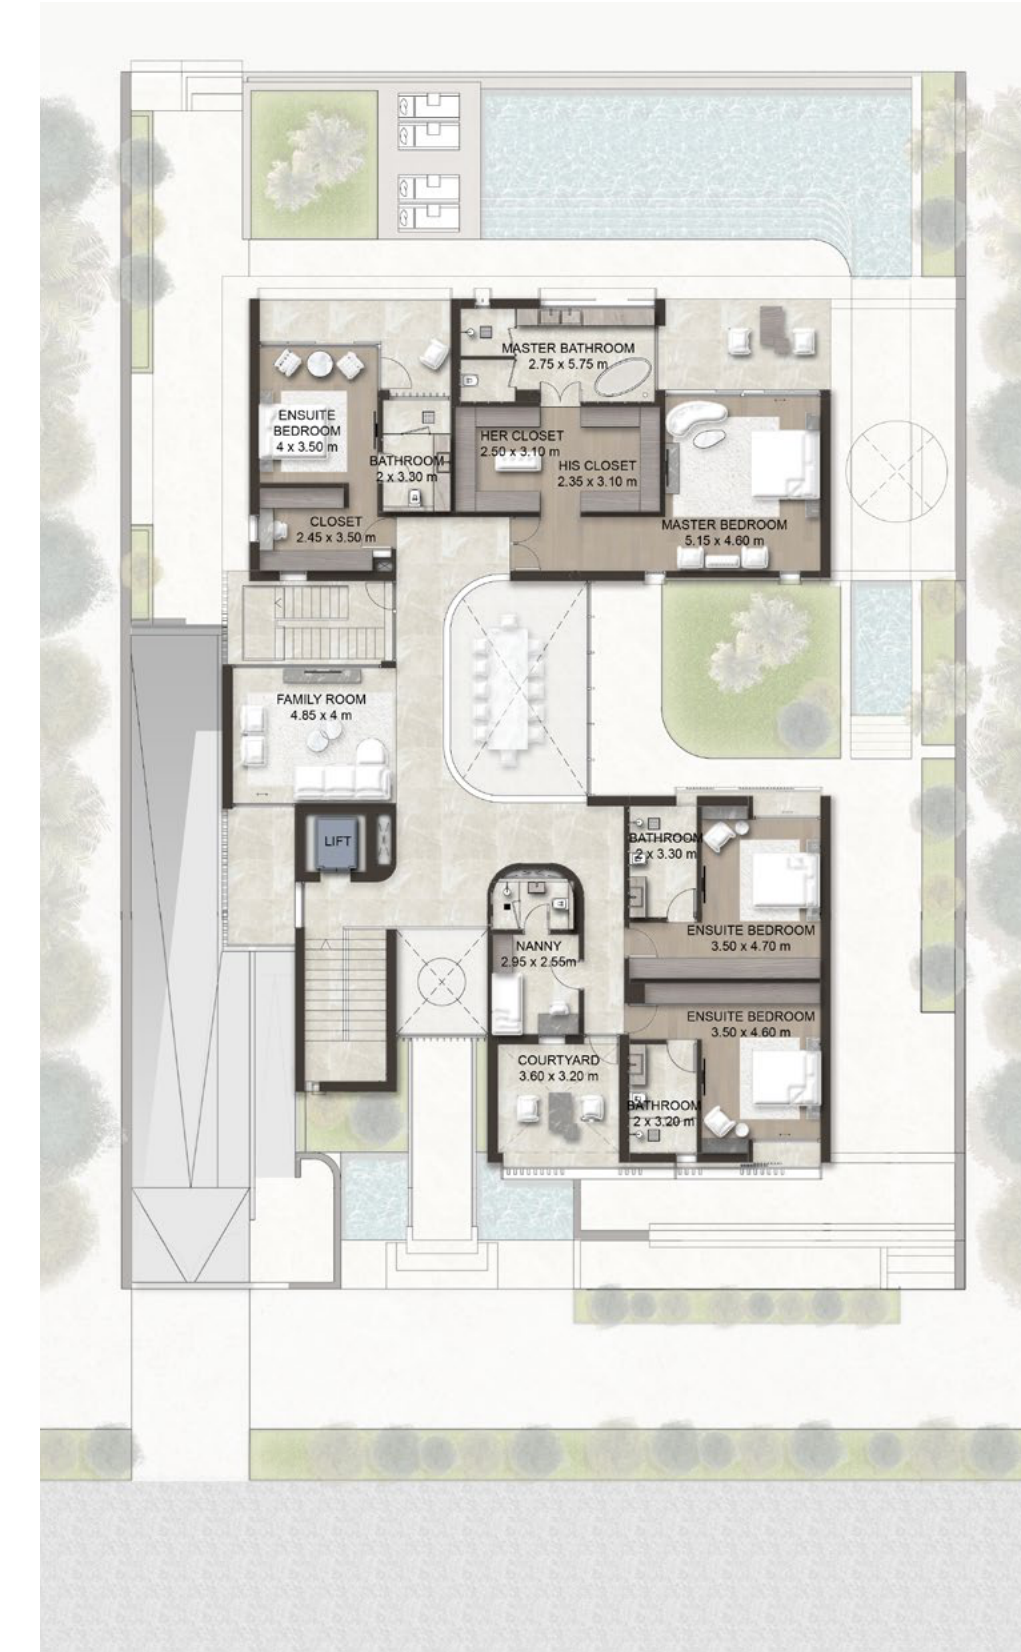 MASTER BATHROOM
2.75 x 5.75 m
ENSUITE
BEDROOM
4 x 3.50 m
BATHROOM
2 x 3.30 m
HER CLOSET
2.50 x 3.10 m
HIS CLOSET
2.35 x 3.10 m
CLOSET
2.45 x 3.50 m
MASTER BEDROOM
5.15 x 4.60 m
FAMILY ROOM
4.85 x 4 m
LIFT
BATHROOM
2 x 3.30 m
ENSUITE BEDROOM
3.50 x 4.70 m
NANNY
2.95 x 2.55m
ENSUITE BEDROOM
3.50 x 4.60 m
COURTYARD
3.60 x 3.20 m
BATHROOM
2 x 3.20 m